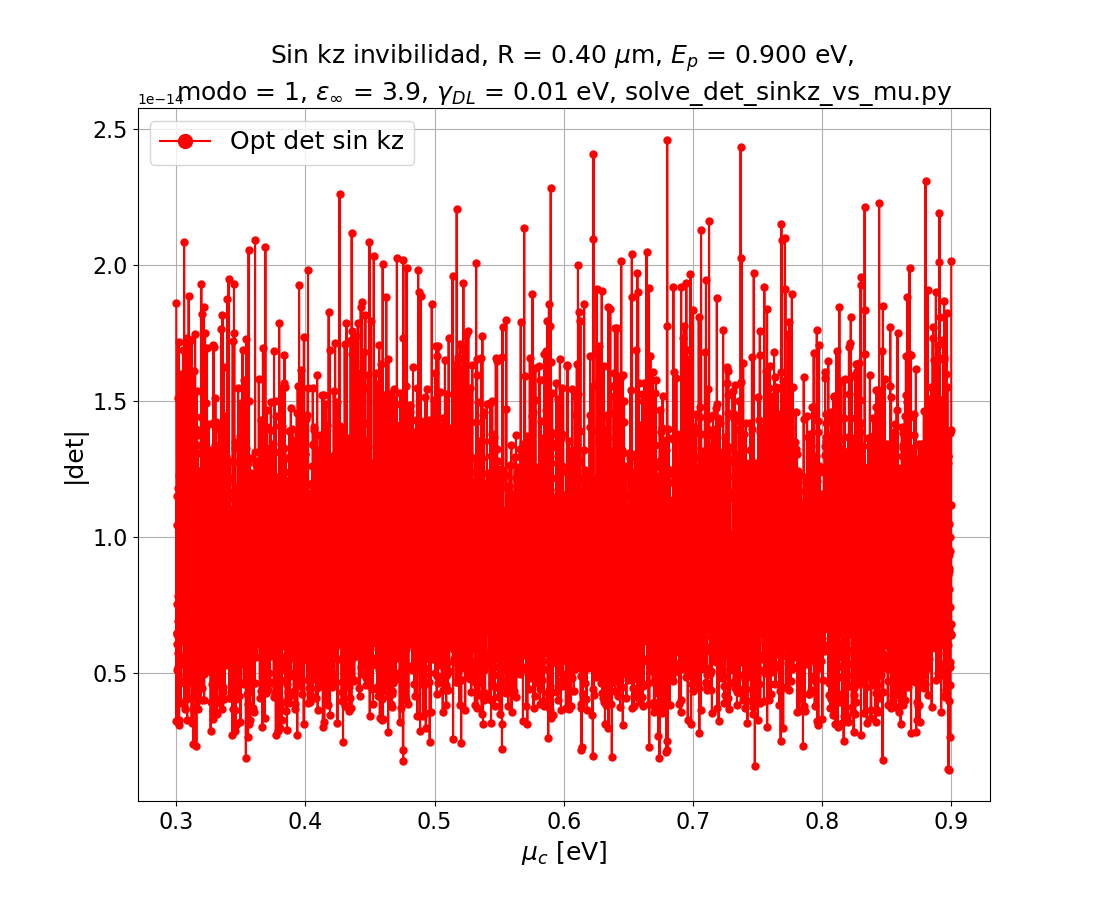 Sin kz invibilidad, R = 0.40 μm, E_p = 0.900 eV,
modo = 1, ε_∞ = 3.9, γ_DL = 0.01 eV, solve_det_sinkz_vs_mu.py
1e−14
Opt det sin kz
2.5
2.0
1.5
1.0
0.5
|det|
0.3 0.4 0.5 0.6 0.7 0.8 0.9
μ_c [eV]